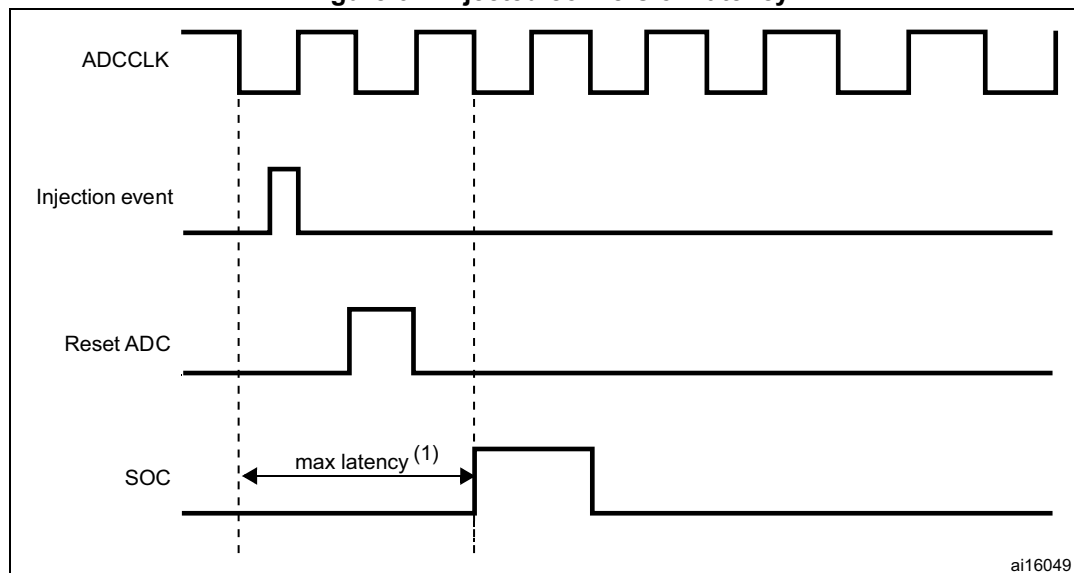 ADCCLK
Injection event
Reset ADC
max latency (1)
SOC
ai16049